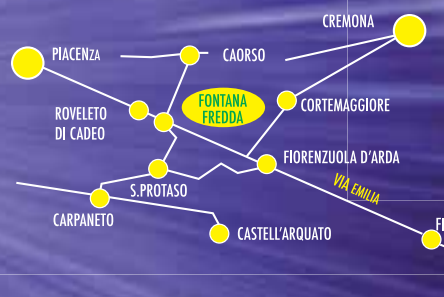 CREMONA
PIACENZA
CAORSO
FONTANA
FREDDA
CORTEMAGGIORE
ROVELETO
DI CADEO
FIORENZUOLA D'ARDA
VIA EMILIA
S.PROTASO
CARPANETO
CASTELL'ARQUATO